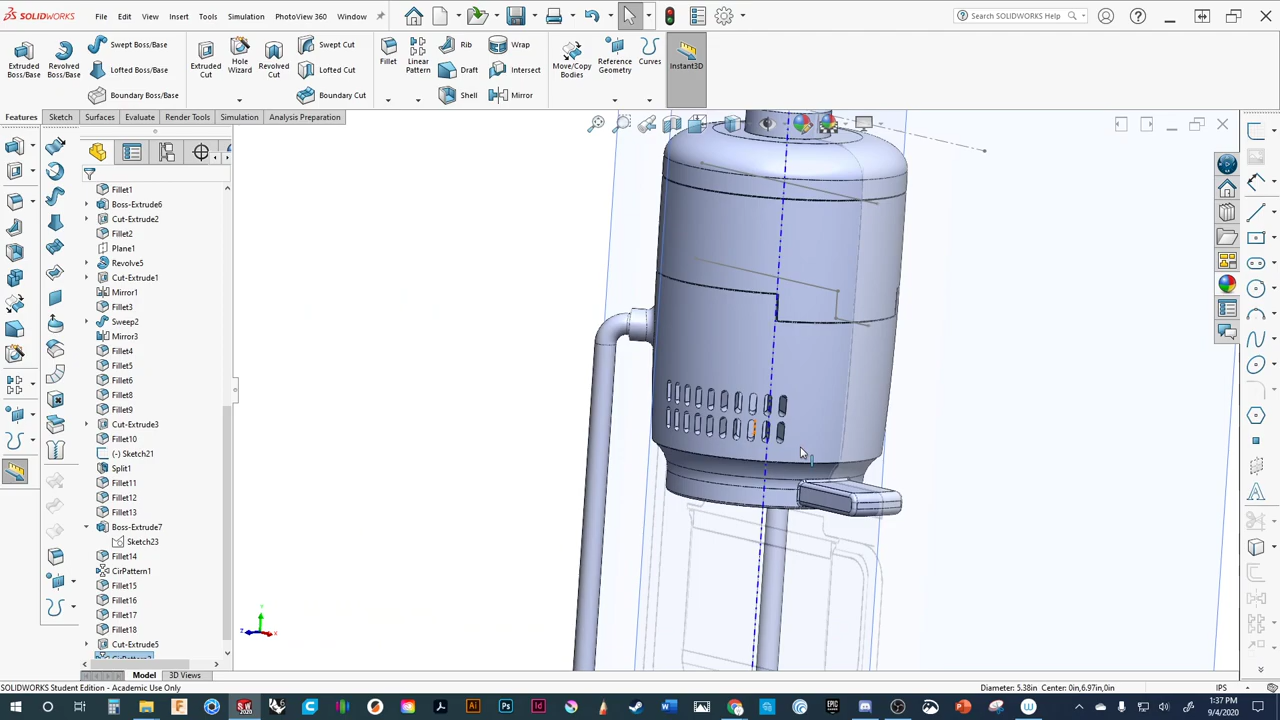 SOLIDWORKS File Edit View Insert Tools Simulation PhotoView 360 Window Search SOLIDWORKS Help
Extruded Boss/Base
Revolved Boss/Base
Swept Boss/Base
Lofted Boss/Base
Boundary Boss/Base
Extruded Cut
Hole Wizard
Revolved Cut
Swept Cut
Lofted Cut
Boundary Cut
Fillet
Linear Pattern
Rib
Draft
Shell
Wrap
Intersect
Mirror
Move/Copy Bodies
Reference Geometry
Curves
Instant3D
Features Sketch Surfaces Evaluate Render Tools Simulation Analysis Preparation
Fillet1
Boss-Extrude6
Cut-Extrude2
Fillet2
Plane1
Revolve5
Cut-Extrude1
Mirror1
Fillet3
Sweep2
Mirror3
Fillet4
Fillet5
Fillet6
Fillet8
Fillet9
Cut-Extrude3
Fillet10
(-) Sketch21
Split1
Fillet11
Fillet12
Fillet13
Boss-Extrude7
Sketch23
Fillet14
CirPattern1
Fillet15
Fillet16
Fillet17
Fillet18
Cut-Extrude5
Model 3D Views
SOLIDWORKS Student Edition - Academic Use Only Diameter: 5.38in Center: 0in,6.97in,0in IPS
1:37 PM
9/4/2020